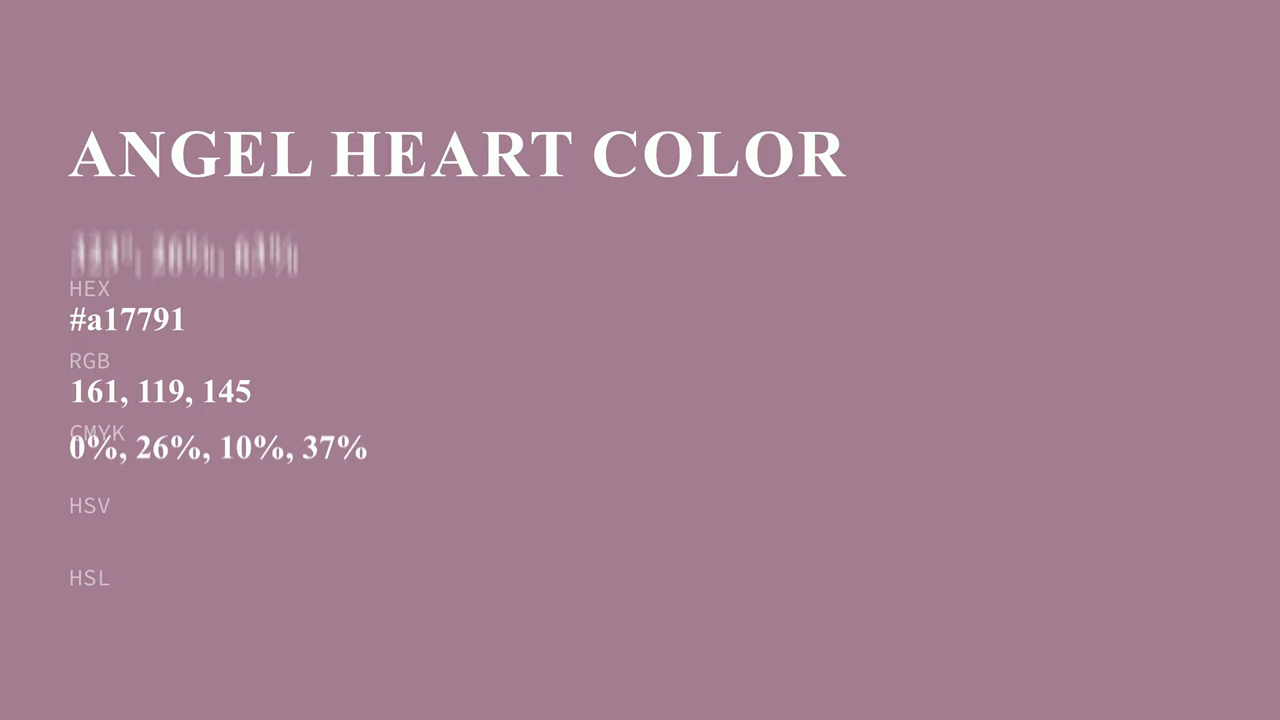 ANGEL HEART COLOR
HEX
#a17791
RGB
161, 119, 145
CMYK
0%, 26%, 10%, 37%
HSV
HSL